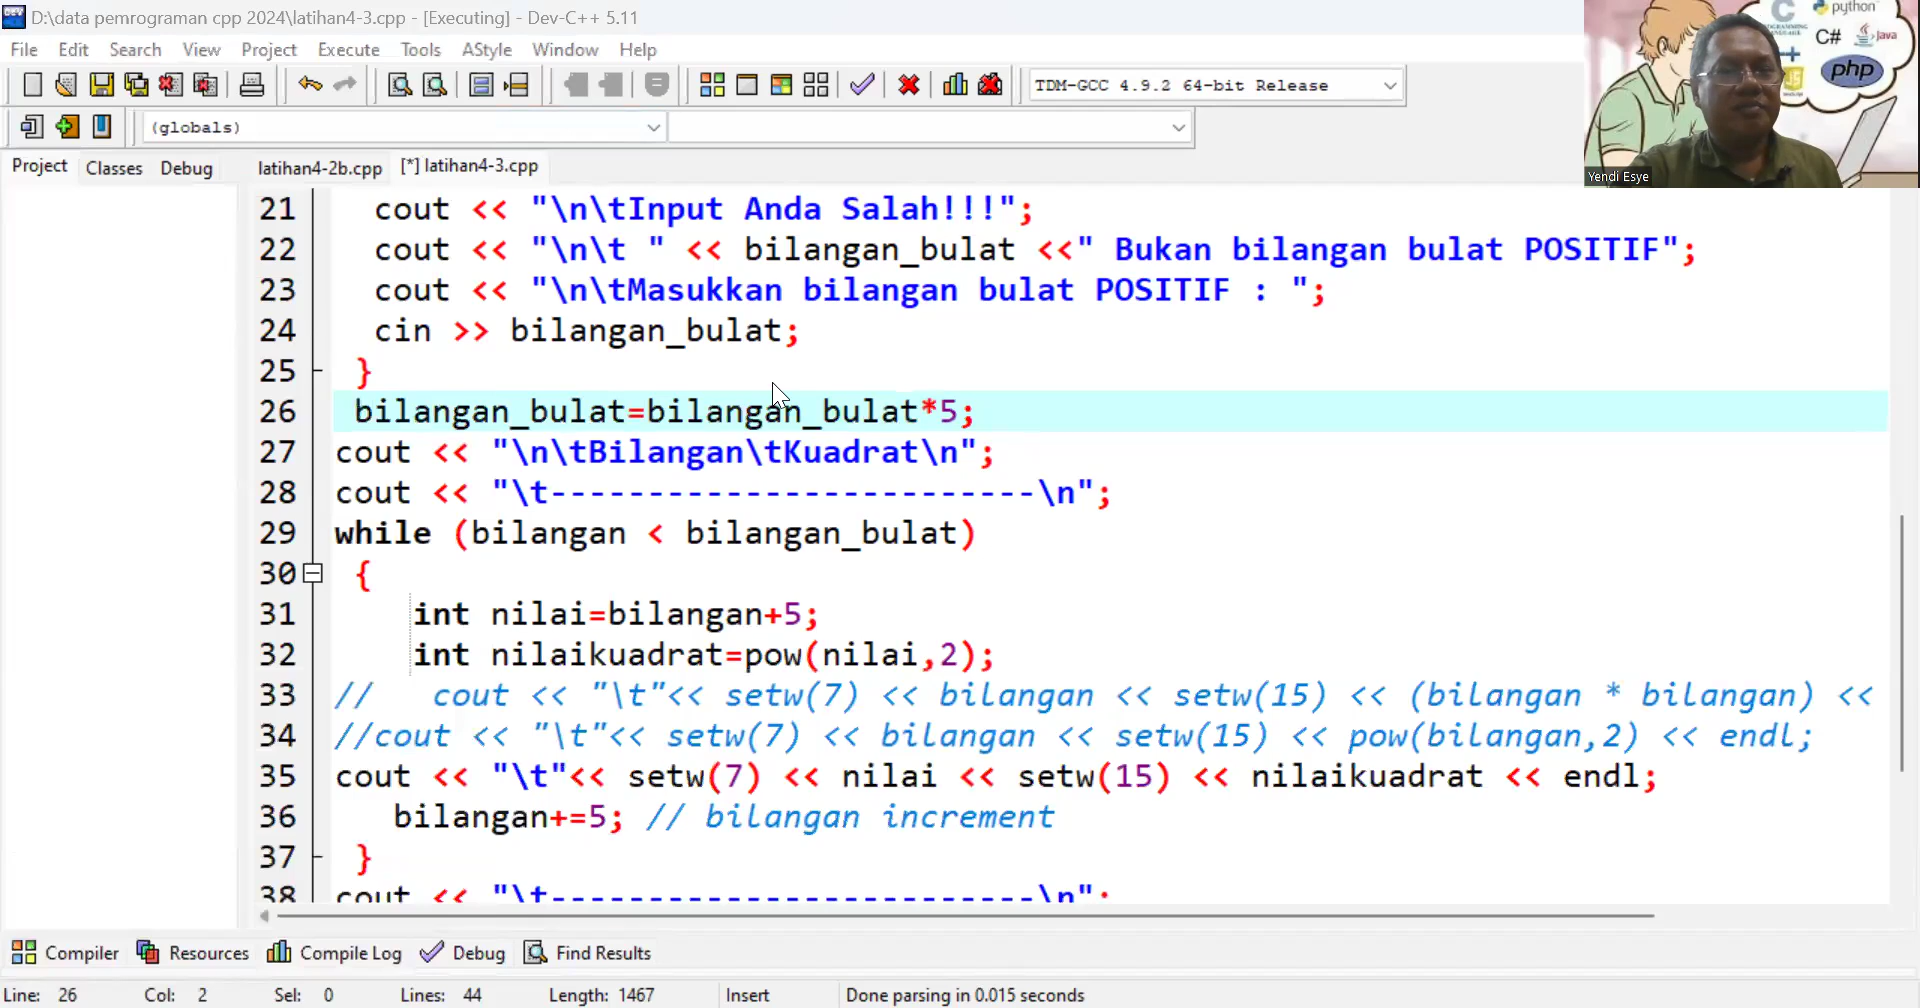 D:\data pemrograman cpp 2024\latihan4-3.cpp - [Executing] - Dev-C++ 5.11
File Edit Search View Project Execute Tools AStyle Window Help
TDM-GCC 4.9.2 64-bit Release
(globals)
Project Classes Debug latihan4-2b.cpp [*] latihan4-3.cpp
python
C#
Java
php
JS
Yendi Esye
21 cout << "\n\tInput Anda Salah!!!";
22 cout << "\n\t " << bilangan_bulat <<" Bukan bilangan bulat POSITIF";
23 cout << "\n\tMasukkan bilangan bulat POSITIF : ";
24 cin >> bilangan_bulat;
25 }
26 bilangan_bulat=bilangan_bulat*5;
27 cout << "\n\tBilangan\tKuadrat\n";
28 cout << "\t-------------------------\n";
29 while (bilangan < bilangan_bulat)
30 {
31 int nilai=bilangan+5;
32 int nilaikuadrat=pow(nilai,2);
33 // cout << "\t"<< setw(7) << bilangan << setw(15) << (bilangan * bilangan) <<
34 //cout << "\t"<< setw(7) << bilangan << setw(15) << pow(bilangan,2) << endl;
35 cout << "\t"<< setw(7) << nilai << setw(15) << nilaikuadrat << endl;
36 bilangan+=5; // bilangan increment
37 }
38 cout << "\t-------------------------\n";
Compiler Resources Compile Log Debug Find Results
Line: 26 Col: 2 Sel: 0 Lines: 44 Length: 1467 Insert Done parsing in 0.015 seconds